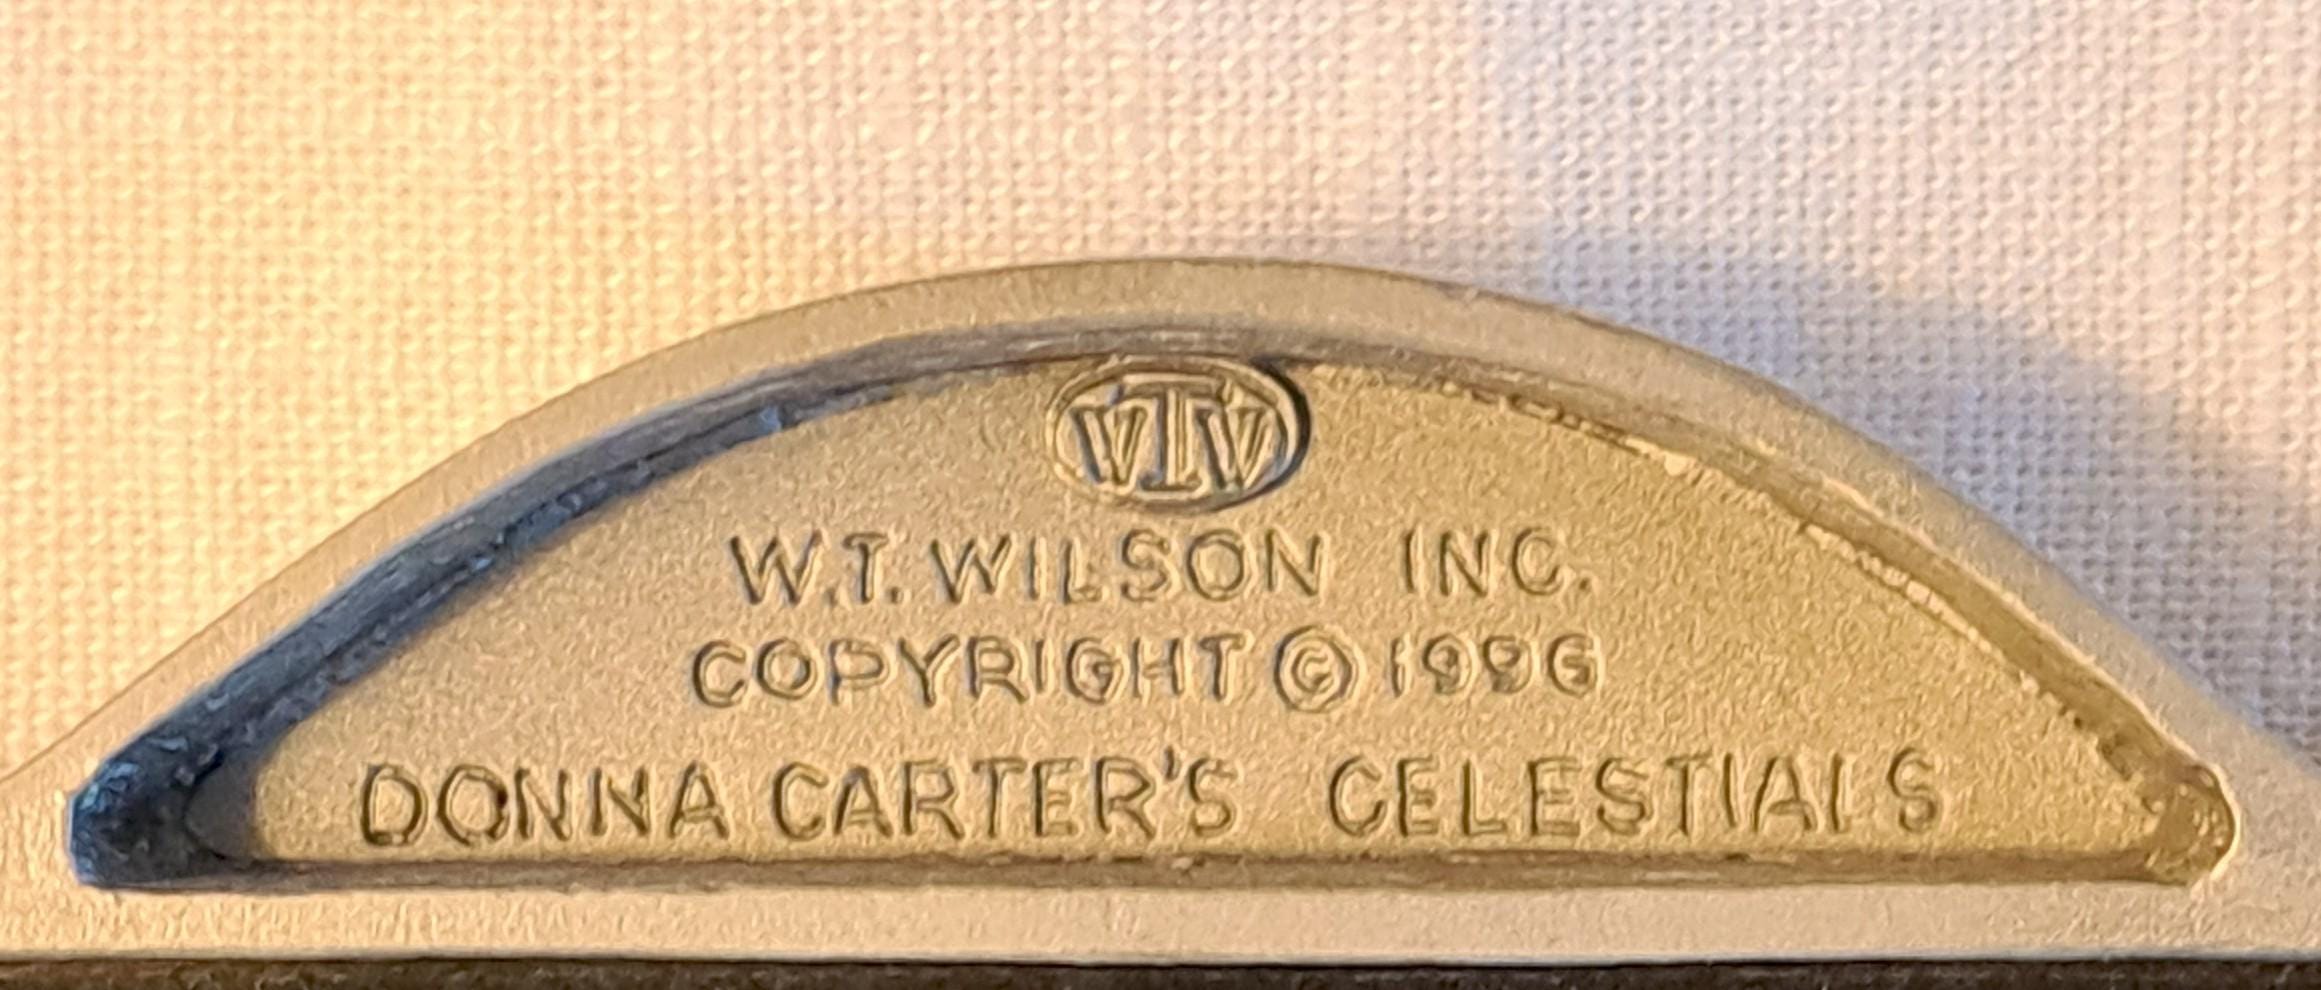 WTW
W.T. WILSON INC.
COPYRIGHT © 1996
DONNA CARTER'S CELESTIALS